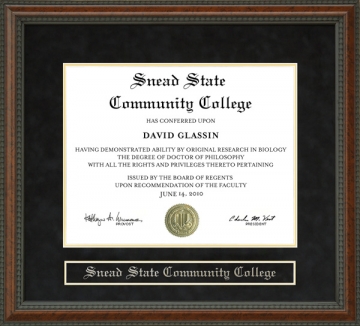 Snead State
Community College
HAS CONFERRED UPON
DAVID GLASSIN
HAVING DEMONSTRATED ABILITY BY ORIGINAL RESEARCH IN BIOLOGY
THE DEGREE OF DOCTOR OF PHILOSOPHY
WITH ALL THE RIGHTS AND PRIVILEGES THERETO PERTAINING
ISSUED BY THE BOARD OF REGENTS
UPON RECOMMENDATION OF THE FACULTY
JUNE 14, 2010
PROVOST
PRESIDENT
Snead State Community College